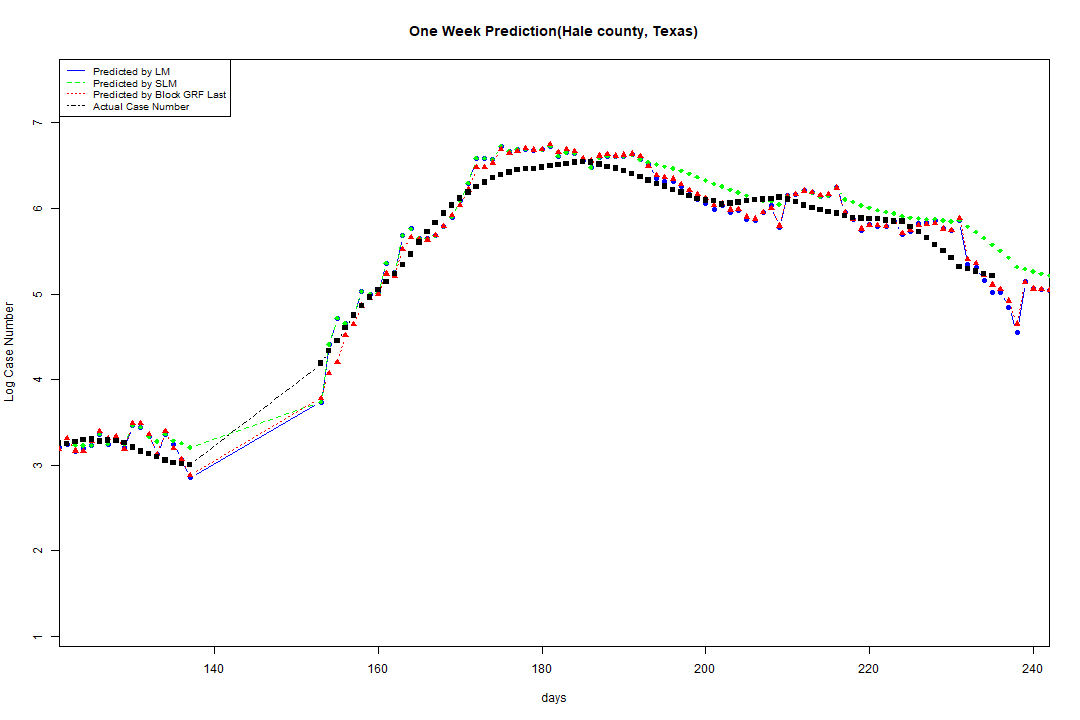 One Week Prediction(Hale county, Texas)
Predicted by LM
Predicted by SLM
Predicted by Block GRF Last
Actual Case Number
7
6
5
4
3
2
1
Log Case Number
140 160 180 200 220 240
days